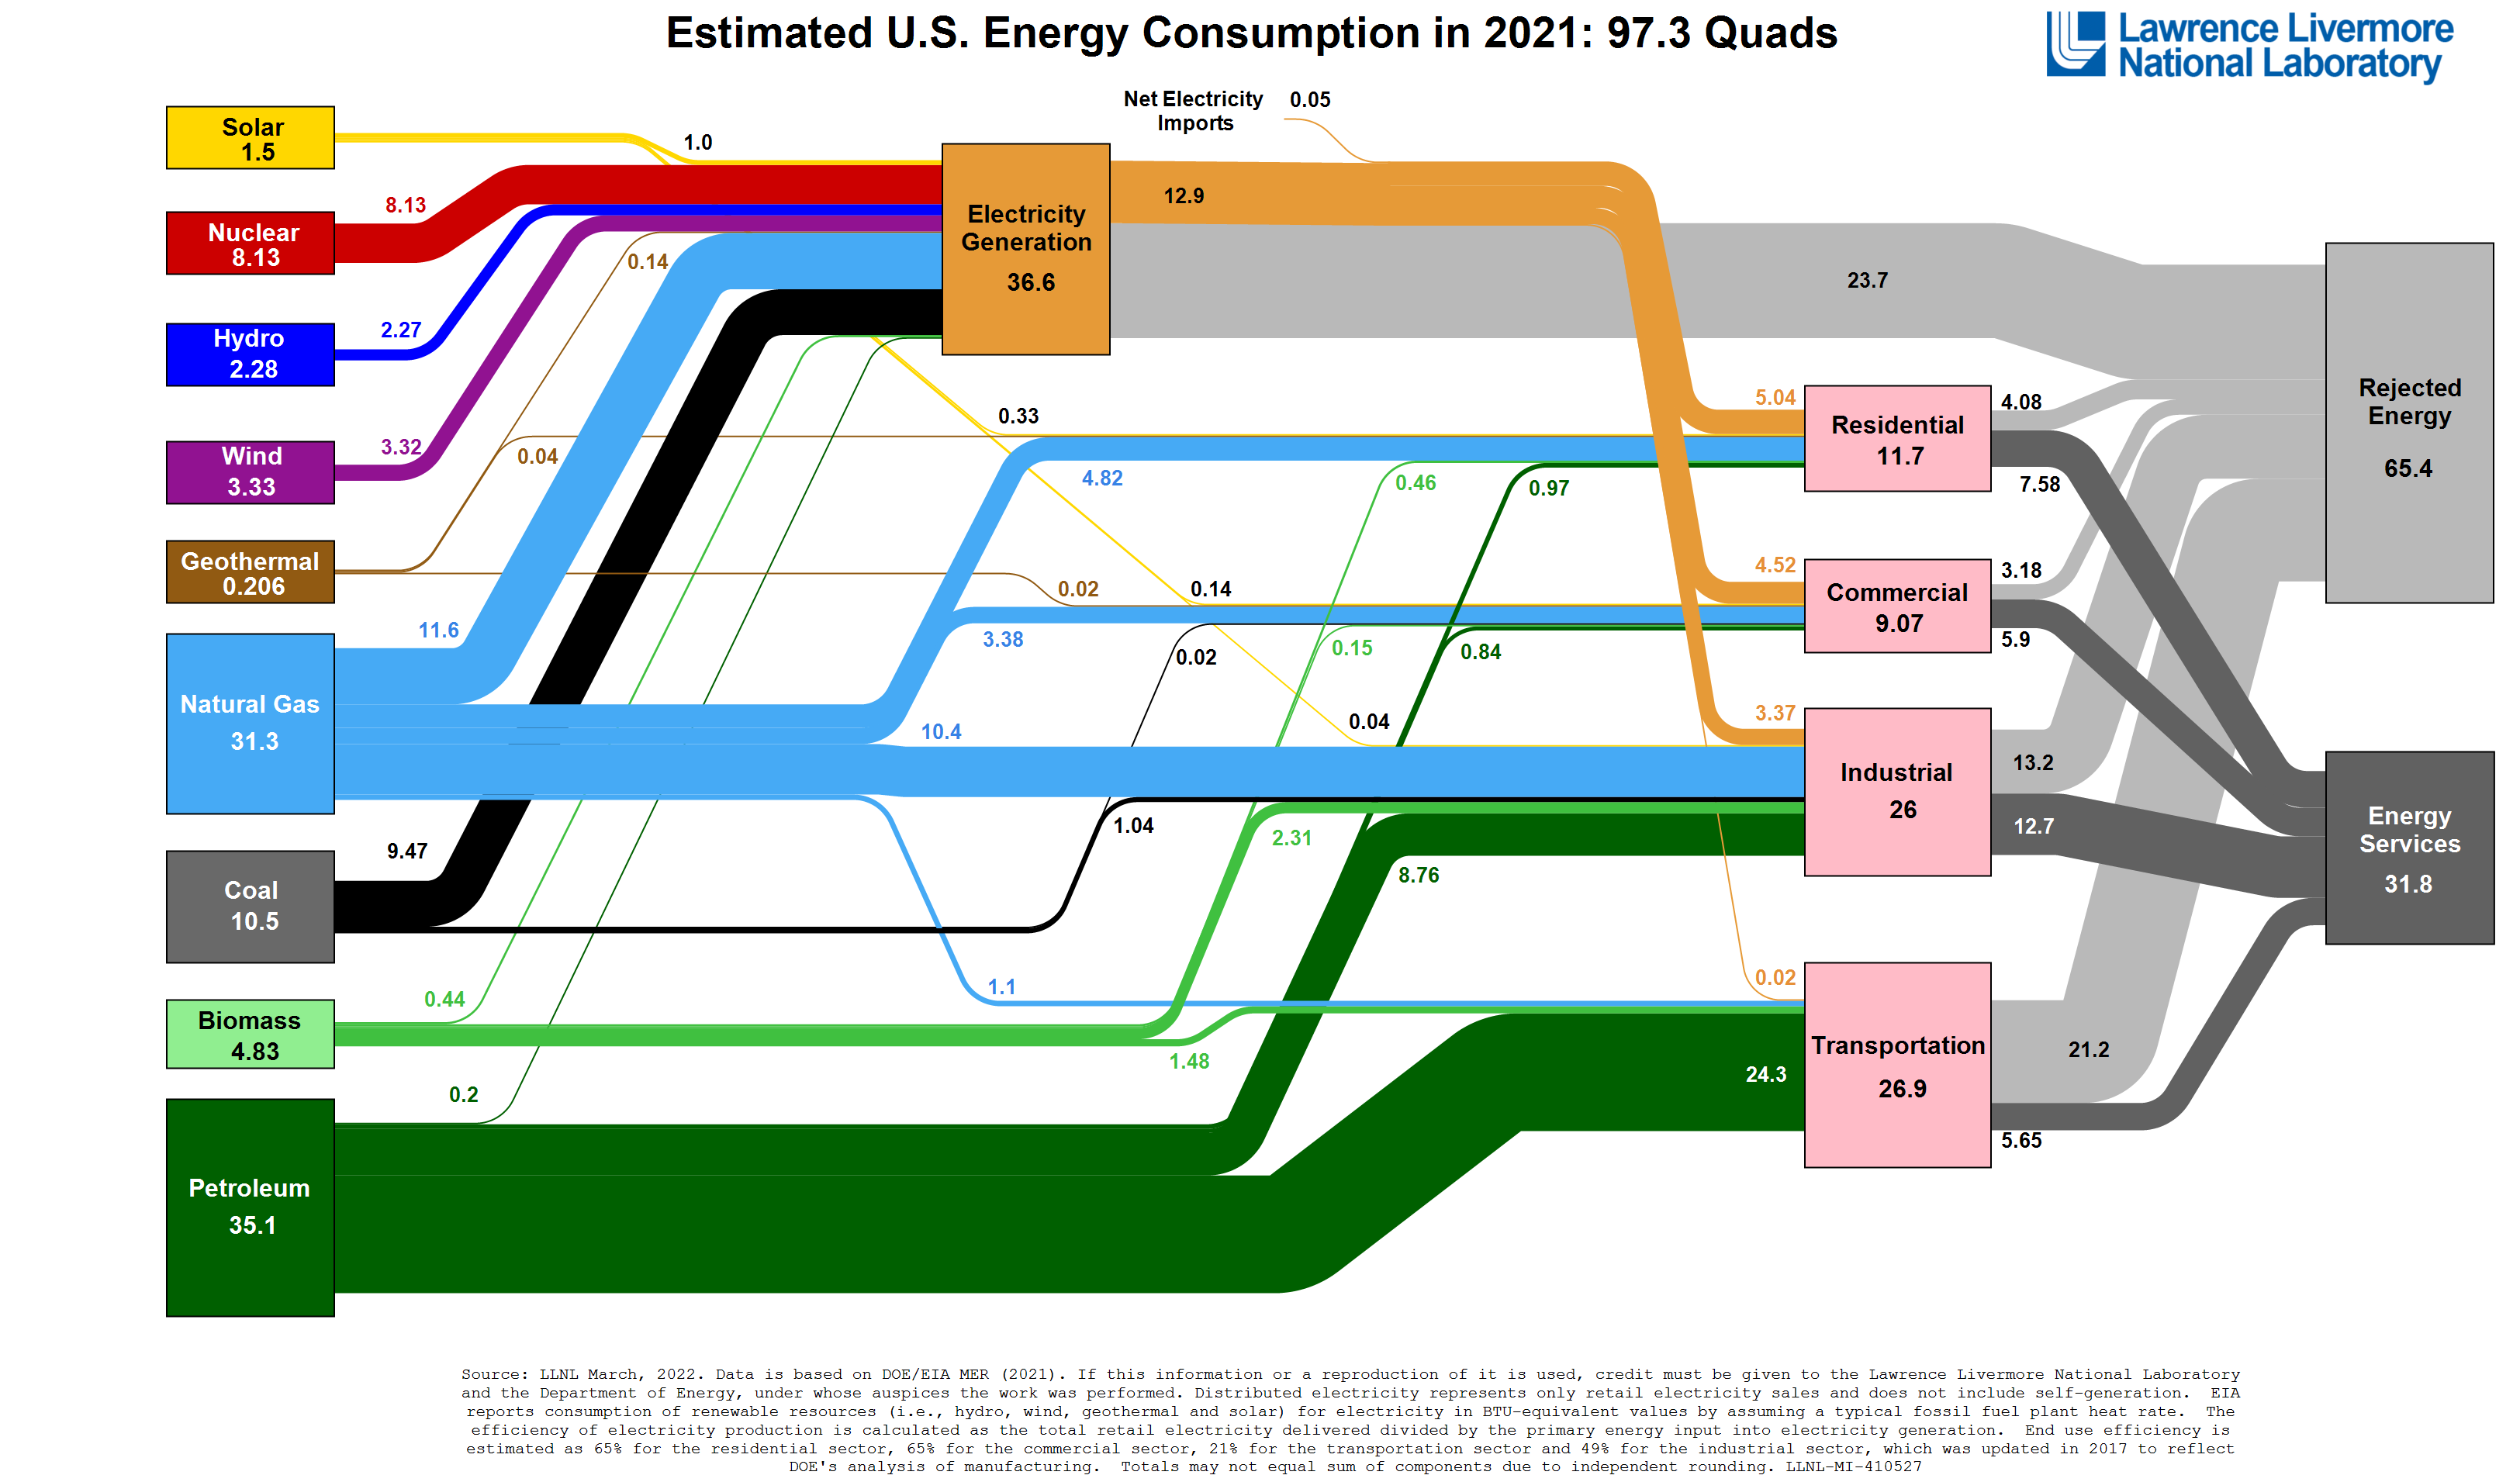 Estimated U.S. Energy Consumption in 2021: 97.3 Quads
Lawrence Livermore
National Laboratory
Net Electricity
Imports
0.05
Solar
1.5
1.0
Nuclear
8.13
8.13
Hydro
2.28
2.27
Wind
3.33
3.32
Geothermal
0.206
0.14
0.04
0.02
Natural Gas
31.3
11.6
4.82
3.38
10.4
1.1
Coal
10.5
9.47
0.02
1.04
Biomass
4.83
0.44
0.46
0.15
2.31
1.48
Petroleum
35.1
0.2
0.97
0.84
8.76
24.3
0.33
0.14
0.04
Electricity
Generation
36.6
12.9
23.7
5.04
4.52
3.37
0.02
Residential
11.7
4.08
7.58
Commercial
9.07
3.18
5.9
Industrial
26
13.2
12.7
Transportation
26.9
21.2
5.65
Rejected
Energy
65.4
Energy
Services
31.8
Source: LLNL March, 2022. Data is based on DOE/EIA MER (2021). If this information or a reproduction of it is used, credit must be given to the Lawrence Livermore National Laboratory
and the Department of Energy, under whose auspices the work was performed. Distributed electricity represents only retail electricity sales and does not include self-generation. EIA
reports consumption of renewable resources (i.e., hydro, wind, geothermal and solar) for electricity in BTU-equivalent values by assuming a typical fossil fuel plant heat rate. The
efficiency of electricity production is calculated as the total retail electricity delivered divided by the primary energy input into electricity generation. End use efficiency is
estimated as 65% for the residential sector, 65% for the commercial sector, 21% for the transportation sector and 49% for the industrial sector, which was updated in 2017 to reflect
DOE's analysis of manufacturing. Totals may not equal sum of components due to independent rounding. LLNL-MI-410527